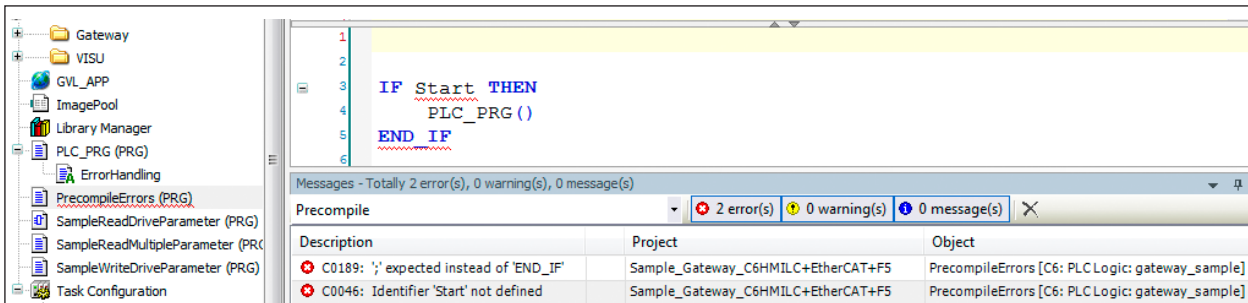 Gateway
VISU
GVL_APP
ImagePool
Library Manager
PLC_PRG (PRG)
ErrorHandling
PrecompileErrors (PRG)
SampleReadDriveParameter (PRG)
SampleReadMultipleParameter (PRG
SampleWriteDriveParameter (PRG)
Task Configuration
1
2
3 IF Start THEN
4 PLC_PRG()
5 END_IF
6
Messages - Totally 2 error(s), 0 warning(s), 0 message(s)
Precompile 2 error(s) 0 warning(s) 0 message(s)
Description Project Object
C0189: ';' expected instead of 'END_IF' Sample_Gateway_C6HMILC+EtherCAT+F5 PrecompileErrors [C6: PLC Logic: gateway_sample]
C0046: Identifier 'Start' not defined Sample_Gateway_C6HMILC+EtherCAT+F5 PrecompileErrors [C6: PLC Logic: gateway_sample]